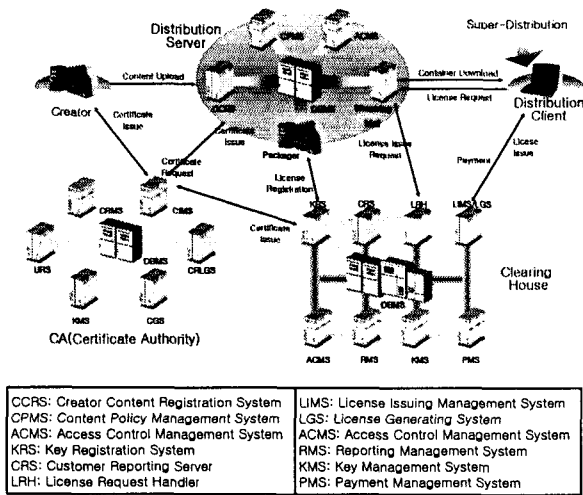 Distribution
Server
CPMS
ACMS
Super-Distribution
Content Upload
Container Download
License Request
Creator
Distribution
Client
Certificate
Issue
Certificate
Request
Certificate
Issue
Packager
License Issue
Request
Payment
Licese
Issue
License
Registration
KRS
CRS
LRH
LIMS/LGS
CRMS
CIMS
Certificate
Issue
URS
DBMS
CRLGS
KMS
CGS
CA(Certificate Authority)
DBMS
Clearing
House
ACMS
RMS
KMS
PMS
CCRS: Creator Content Registration System
CPMS: Content Policy Management System
ACMS: Access Control Management System
KRS: Key Registration System
CRS: Customer Reporting Server
LRH: License Request Handler
LIMS: License Issuing Management System
LGS: License Generating System
ACMS: Access Control Management System
RMS: Reporting Management System
KMS: Key Management System
PMS: Payment Management System